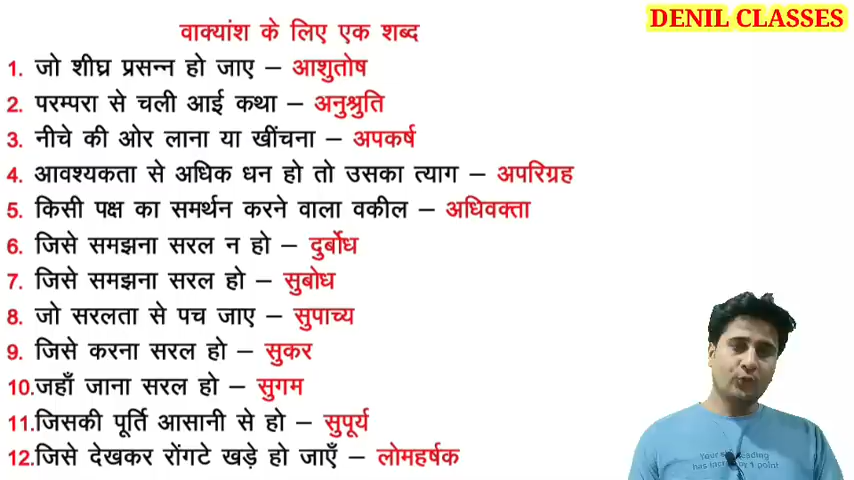 DENIL CLASSES
वाक्यांश के लिए एक शब्द
1. जो शीघ्र प्रसन्न हो जाए – आशुतोष
2. परम्परा से चली आई कथा – अनुश्रुति
3. नीचे की ओर लाना या खींचना – अपकर्ष
4. आवश्यकता से अधिक धन हो तो उसका त्याग – अपरिग्रह
5. किसी पक्ष का समर्थन करने वाला वकील – अधिवक्ता
6. जिसे समझना सरल न हो – दुर्बोध
7. जिसे समझना सरल हो – सुबोध
8. जो सरलता से पच जाए – सुपाच्य
9. जिसे करना सरल हो – सुकर
10.जहाँ जाना सरल हो – सुगम
11.जिसकी पूर्ति आसानी से हो – सुपूर्य
12.जिसे देखकर रोंगटे खड़े हो जाएँ – लोमहर्षक
by 1 point